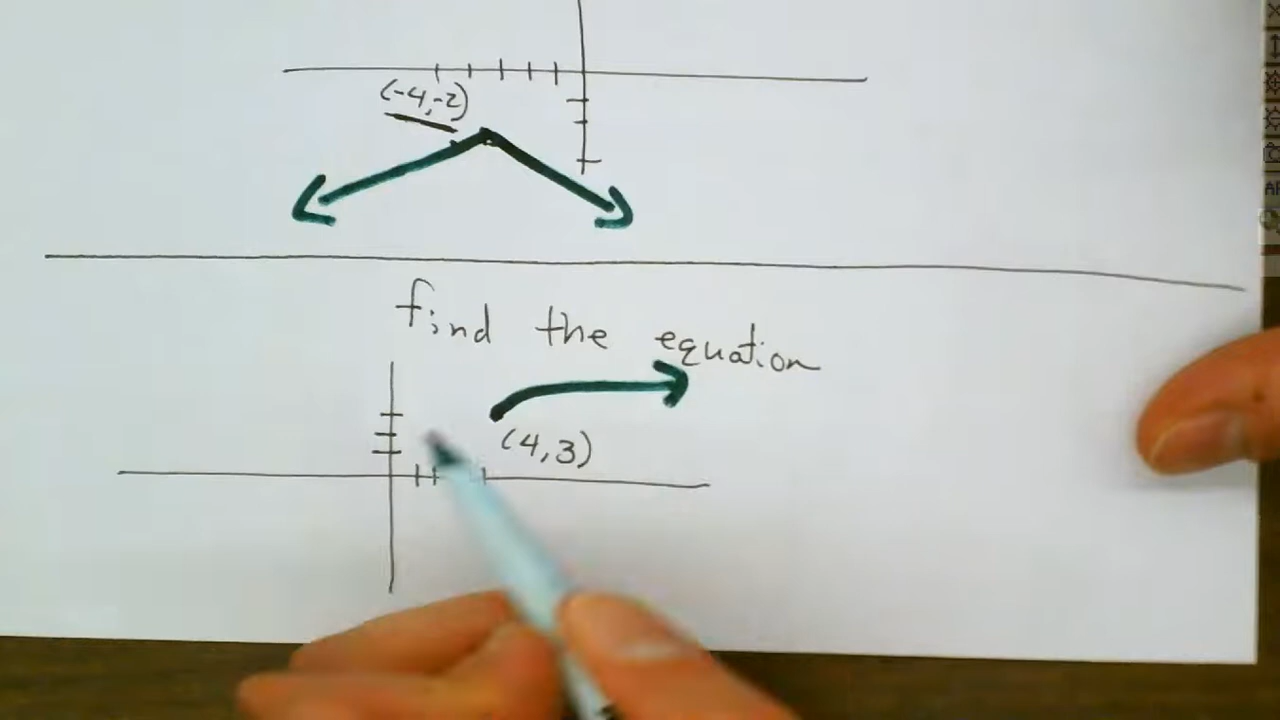 (-4,-2)
find the equation
(4,3)